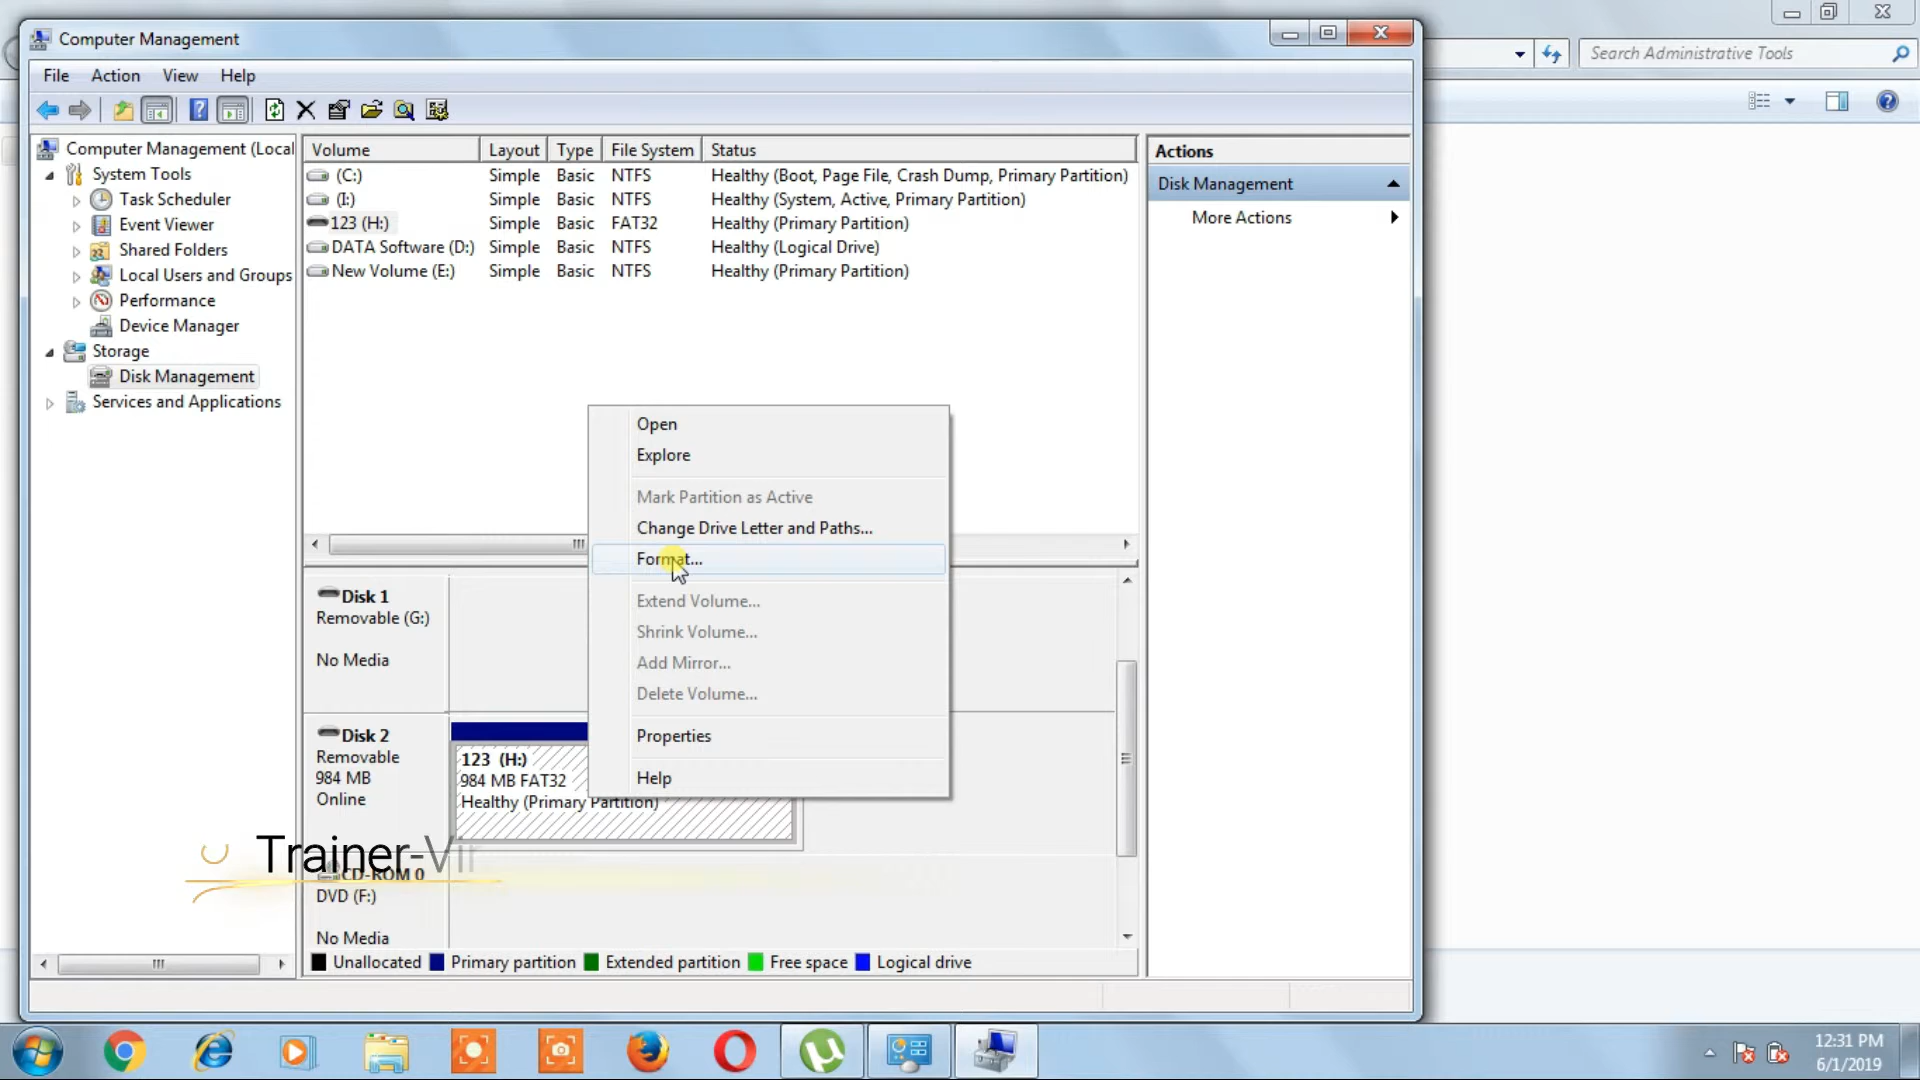 Computer Management
Search Administrative Tools
File Action View Help
Computer Management (Local
System Tools
Task Scheduler
Event Viewer
Shared Folders
Local Users and Groups
Performance
Device Manager
Storage
Disk Management
Services and Applications
Volume Layout Type File System Status
(C:) Simple Basic NTFS Healthy (Boot, Page File, Crash Dump, Primary Partition)
(I:) Simple Basic NTFS Healthy (System, Active, Primary Partition)
123 (H:) Simple Basic FAT32 Healthy (Primary Partition)
DATA Software (D:) Simple Basic NTFS Healthy (Logical Drive)
New Volume (E:) Simple Basic NTFS Healthy (Primary Partition)
Actions
Disk Management
More Actions
Open
Explore
Mark Partition as Active
Change Drive Letter and Paths...
Format...
Extend Volume...
Shrink Volume...
Add Mirror...
Delete Volume...
Properties
Help
Disk 1
Removable (G:)
No Media
Disk 2
Removable
984 MB
Online
123 (H:)
984 MB FAT32
Healthy (Primary Partition)
Trainer-Vir
CD-ROM 0
DVD (F:)
No Media
Unallocated Primary partition Extended partition Free space Logical drive
12:31 PM
6/1/2019